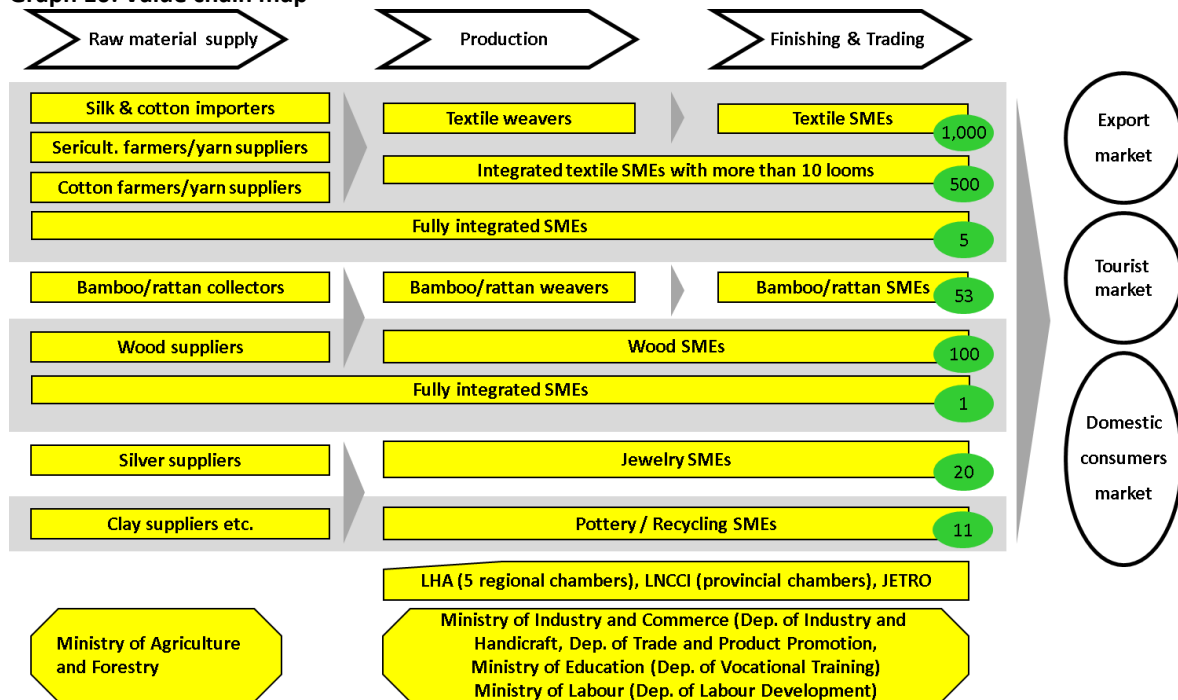 Raw material supply
Production
Finishing & Trading
Silk & cotton importers
Textile weavers
Textile SMEs
1,000
Sericult. farmers/yarn suppliers
Integrated textile SMEs with more than 10 looms
500
Cotton farmers/yarn suppliers
Fully integrated SMEs
5
Bamboo/rattan collectors
Bamboo/rattan weavers
Bamboo/rattan SMEs
53
Wood suppliers
Wood SMEs
100
Fully integrated SMEs
1
Silver suppliers
Jewelry SMEs
20
Clay suppliers etc.
Pottery / Recycling SMEs
11
Export
market
Tourist
market
Domestic
consumers
market
LHA (5 regional chambers), LNCCI (provincial chambers), JETRO
Ministry of Agriculture
and Forestry
Ministry of Industry and Commerce (Dep. of Industry and
Handicraft, Dep. of Trade and Product Promotion,
Ministry of Education (Dep. of Vocational Training)
Ministry of Labour (Dep. of Labour Development)